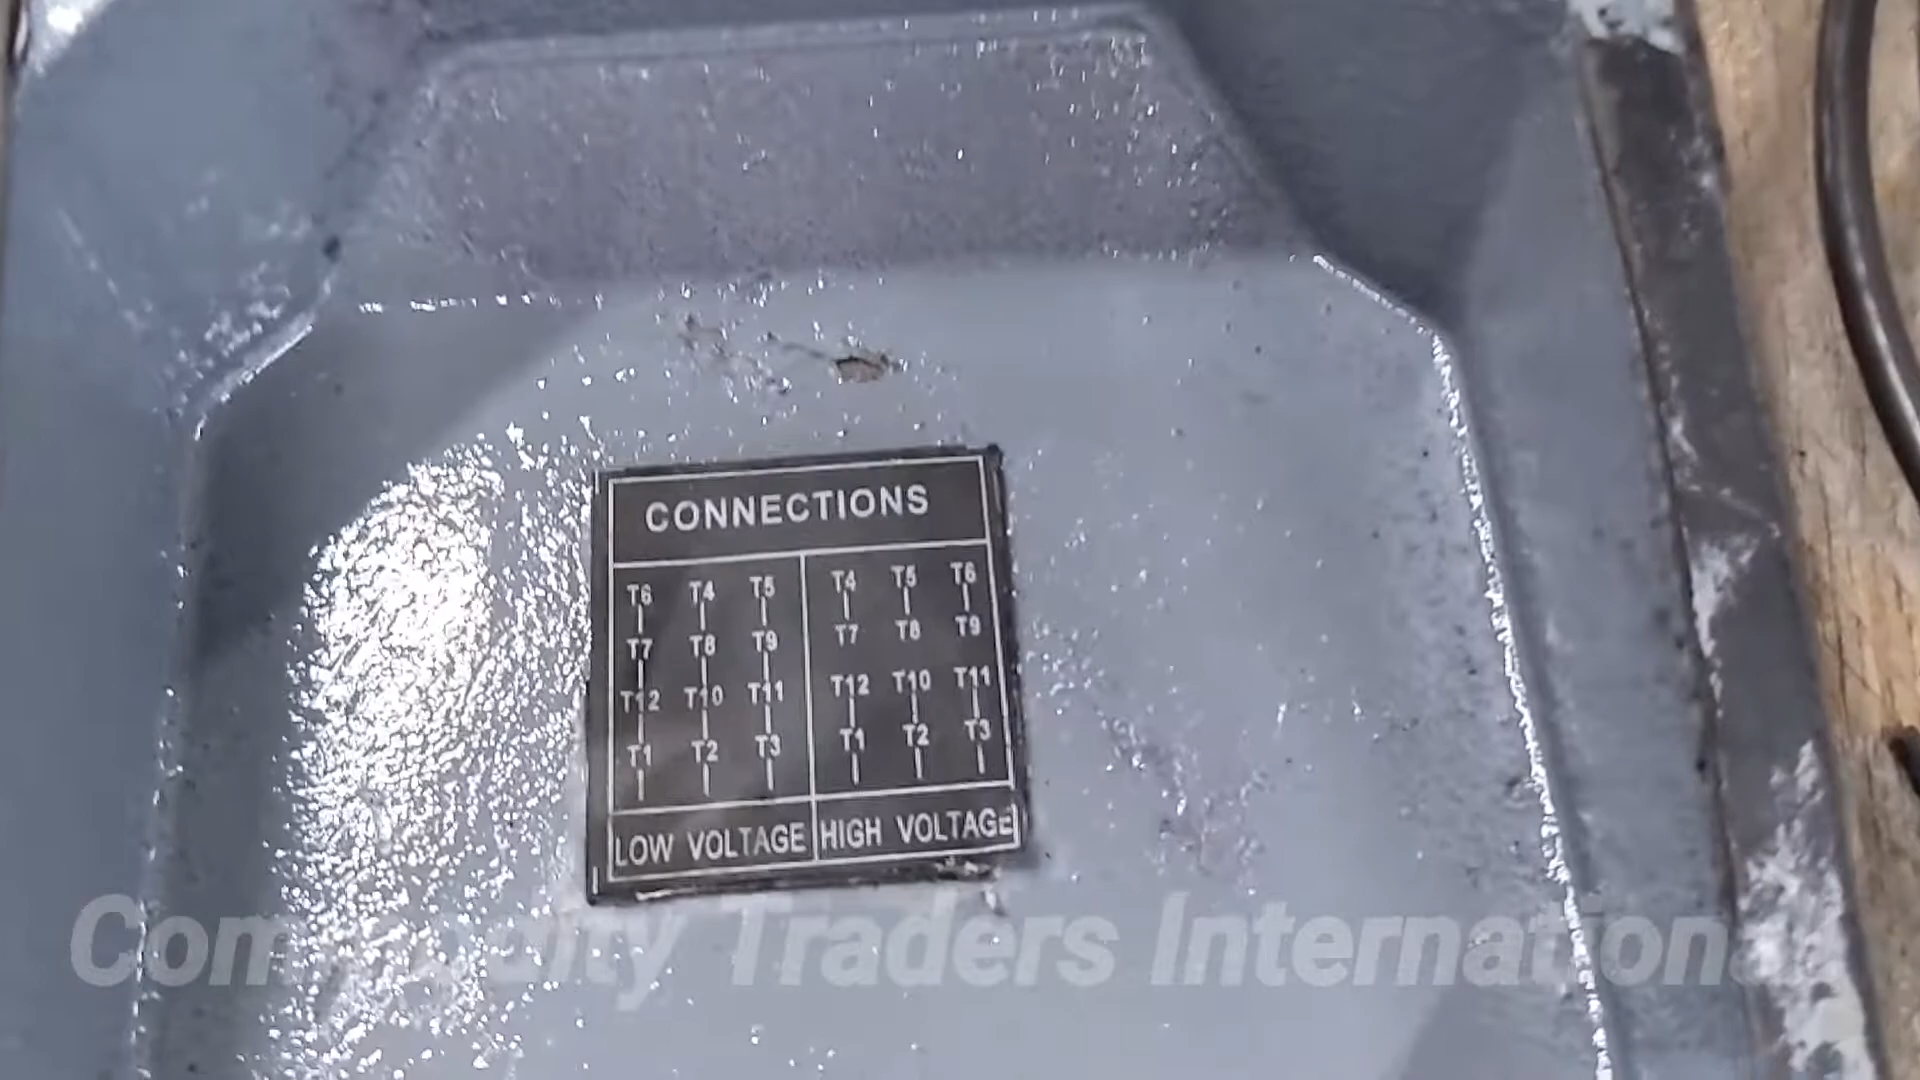 CONNECTIONS
T6 T4 T5 T4 T5 T6
T7 T8 T9 T7 T8 T9
T12 T10 T11 T12 T10 T11
T1 T2 T3 T1 T2 T3
LOW VOLTAGE HIGH VOLTAGE
Commodity Traders International